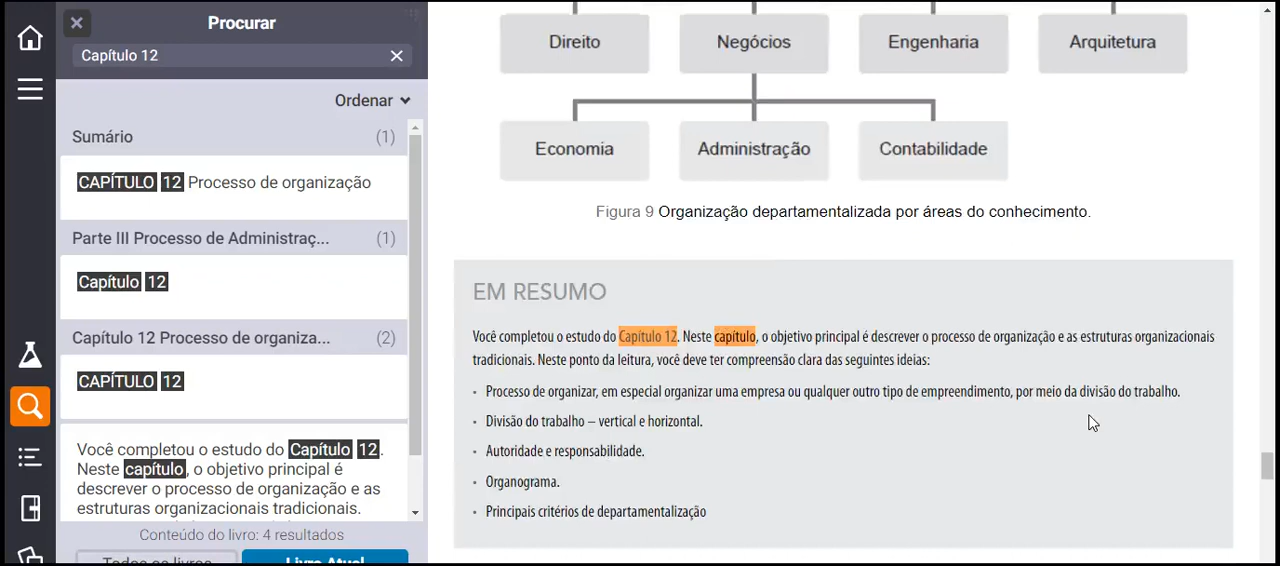 Procurar
Capítulo 12
Ordenar
Sumário (1)
CAPÍTULO 12 Processo de organização
Parte III Processo de Administraç... (1)
Capítulo 12
Capítulo 12 Processo de organiza... (2)
CAPÍTULO 12
Você completou o estudo do Capítulo 12.
Neste capítulo, o objetivo principal é
descrever o processo de organização e as
estruturas organizacionais tradicionais.
Conteúdo do livro: 4 resultados
Todos os livros Livro Atual
Direito Negócios Engenharia Arquitetura
Economia Administração Contabilidade
Figura 9 Organização departamentalizada por áreas do conhecimento.
EM RESUMO
Você completou o estudo do Capítulo 12. Neste capítulo, o objetivo principal é descrever o processo de organização e as estruturas organizacionais
tradicionais. Neste ponto da leitura, você deve ter compreensão clara das seguintes ideias:
• Processo de organizar, em especial organizar uma empresa ou qualquer outro tipo de empreendimento, por meio da divisão do trabalho.
• Divisão do trabalho – vertical e horizontal.
• Autoridade e responsabilidade.
• Organograma.
• Principais critérios de departamentalização